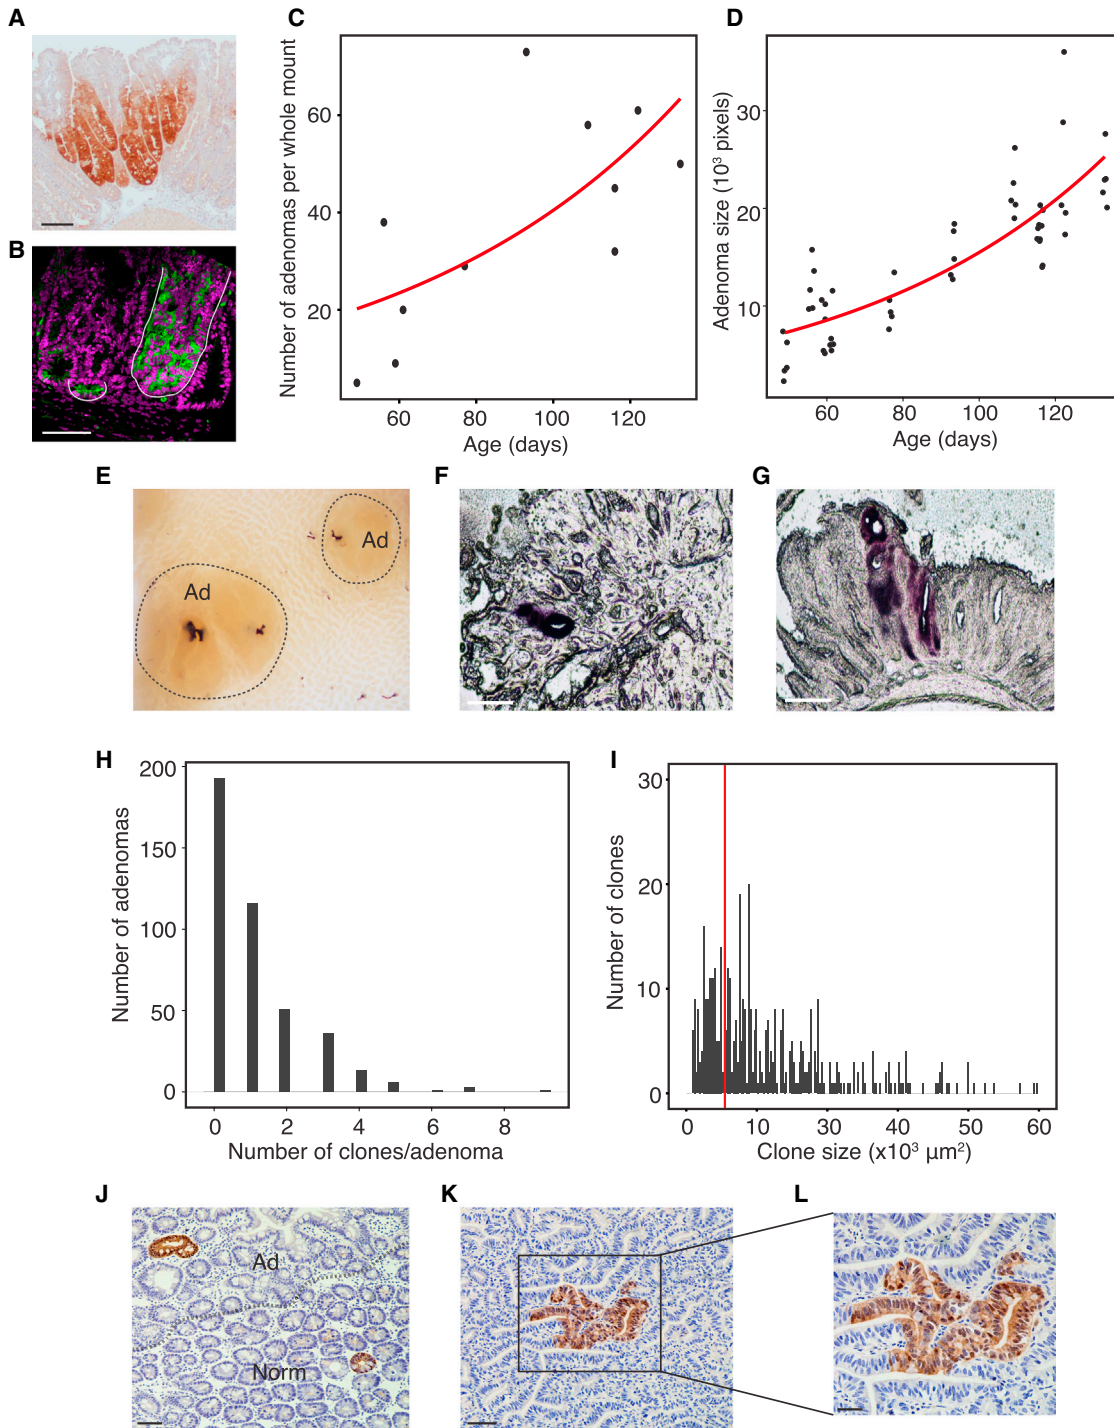 A
B
C
Number of adenomas per whole mount
60
40
20
60 80 100 120
Age (days)
D
Adenoma size (10³ pixels)
30
20
10
60 80 100 120
Age (days)
E
Ad
Ad
F
G
H
Number of adenomas
200
150
100
50
0
0 2 4 6 8
Number of clones/adenoma
I
Number of clones
30
20
10
0
0 10 20 30 40 50 60
Clone size (x10³ µm²)
J
Ad
Norm
K
L